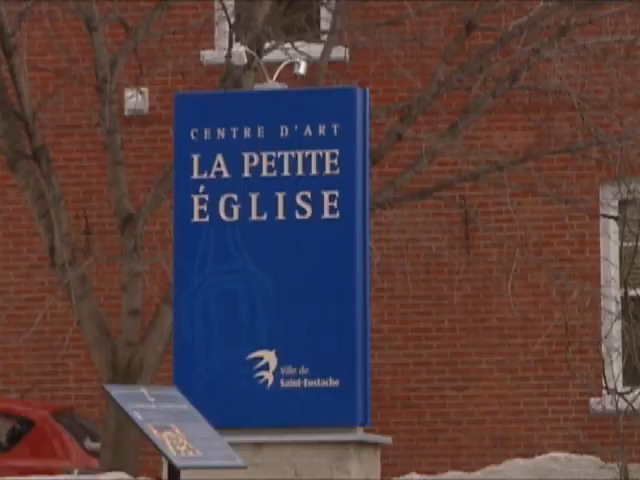 CENTRE D'ART
LA PETITE
ÉGLISE
Ville de
Saint-Eustache